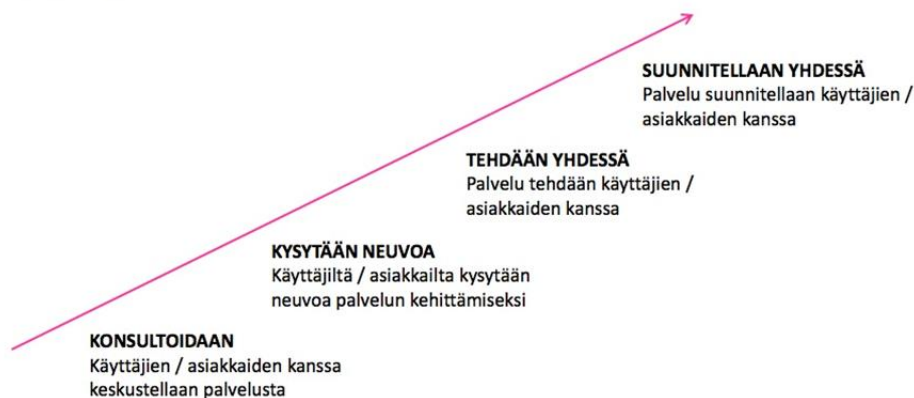 SUUNNITELLAAN YHDESSÄ
Palvelu suunnitellaan käyttäjien /
asiakkaiden kanssa
TEHDÄÄN YHDESSÄ
Palvelu tehdään käyttäjien /
asiakkaiden kanssa
KYSYTÄÄN NEUVOA
Käyttäjiltä / asiakkailta kysytään
neuvoa palvelun kehittämiseksi
KONSULTOIDAAN
Käyttäjien / asiakkaiden kanssa
keskustellaan palvelusta